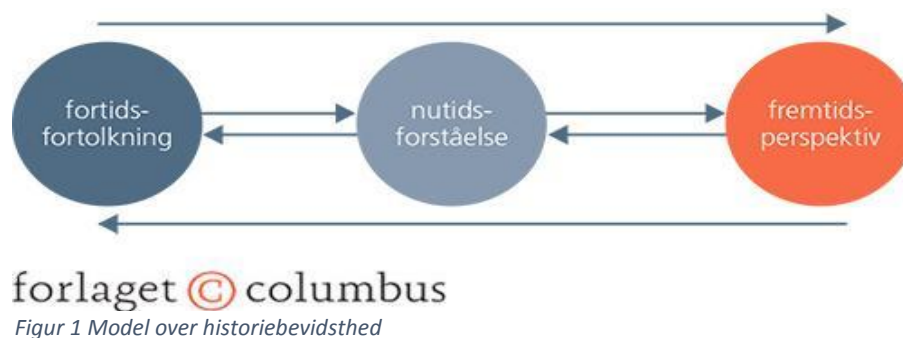 fortids-
fortolkning
nutids-
forståelse
fremtids-
perspektiv
forlaget © columbus
Figur 1 Model over historiebevidsthed